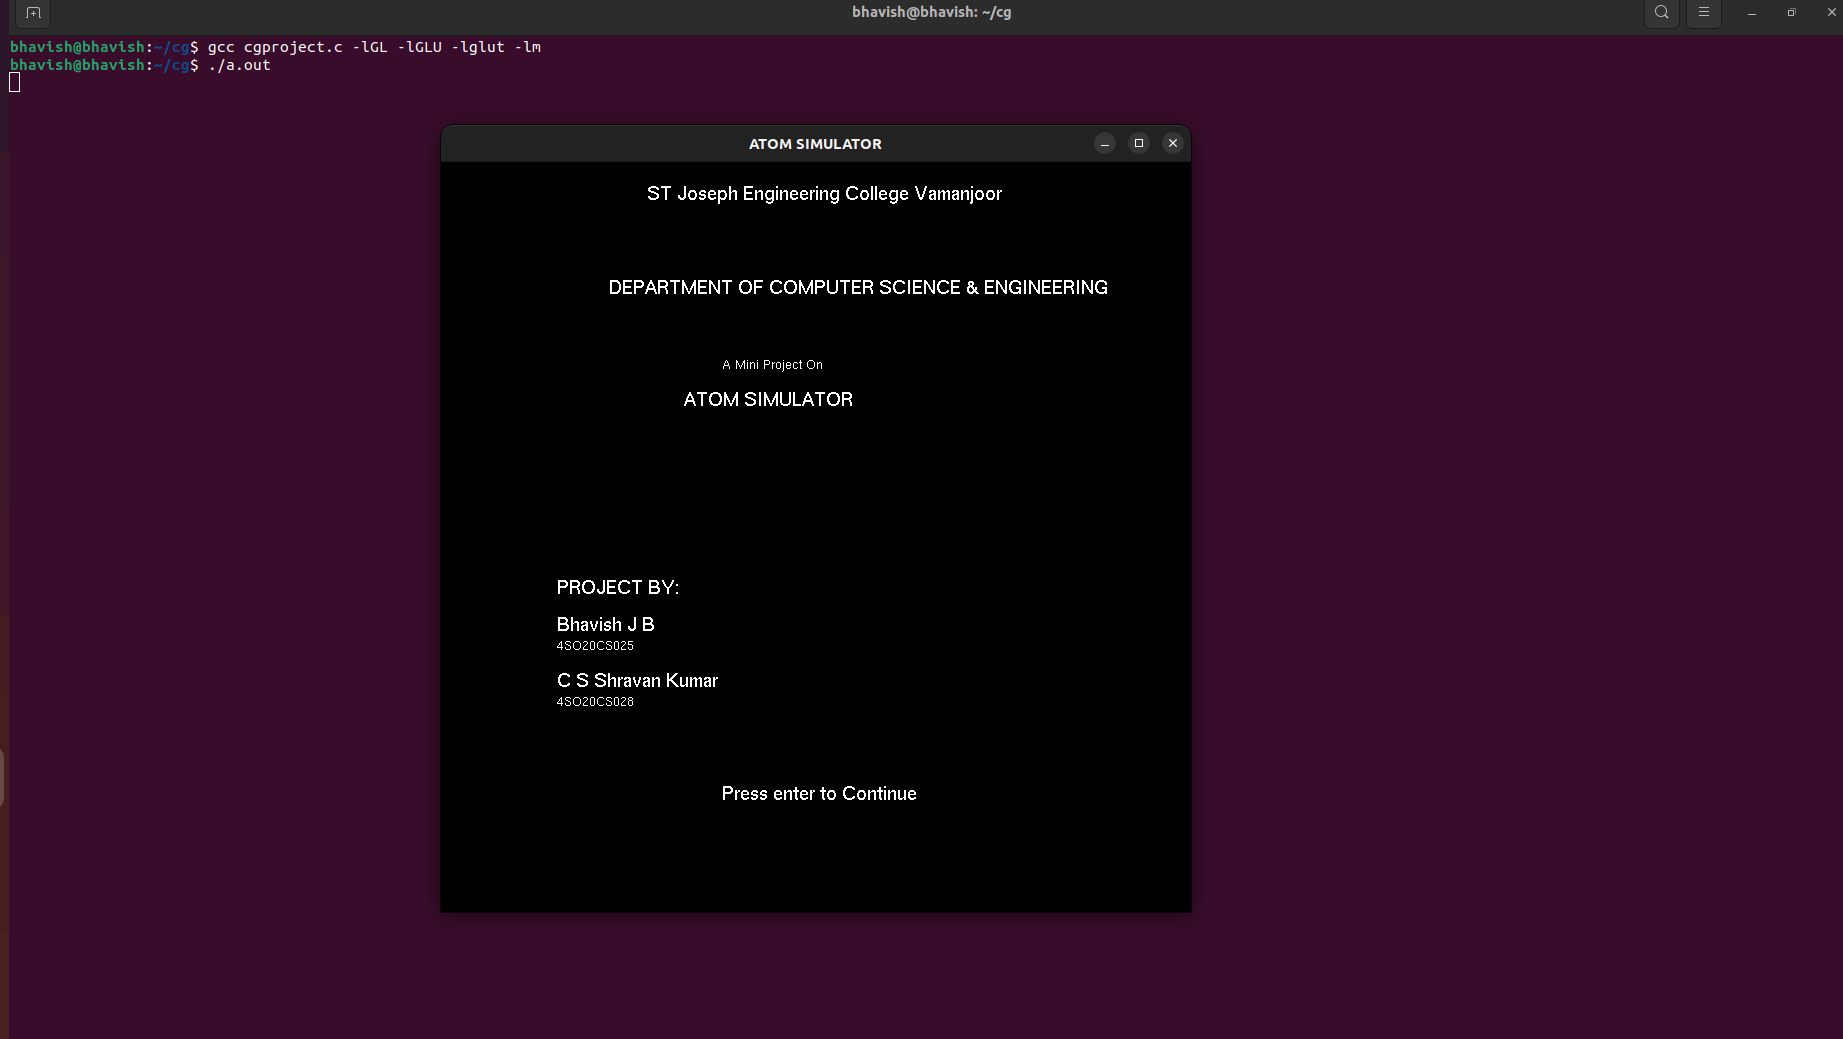 bhavish@bhavish: ~/cg
bhavish@bhavish:~/cg$ gcc cgproject.c -lGL -lGLU -lglut -lm
bhavish@bhavish:~/cg$ ./a.out
ATOM SIMULATOR
ST Joseph Engineering College Vamanjoor
DEPARTMENT OF COMPUTER SCIENCE & ENGINEERING
A Mini Project On
ATOM SIMULATOR
PROJECT BY:
Bhavish J B
4SO20CS025
C S Shravan Kumar
4SO20CS028
Press enter to Continue